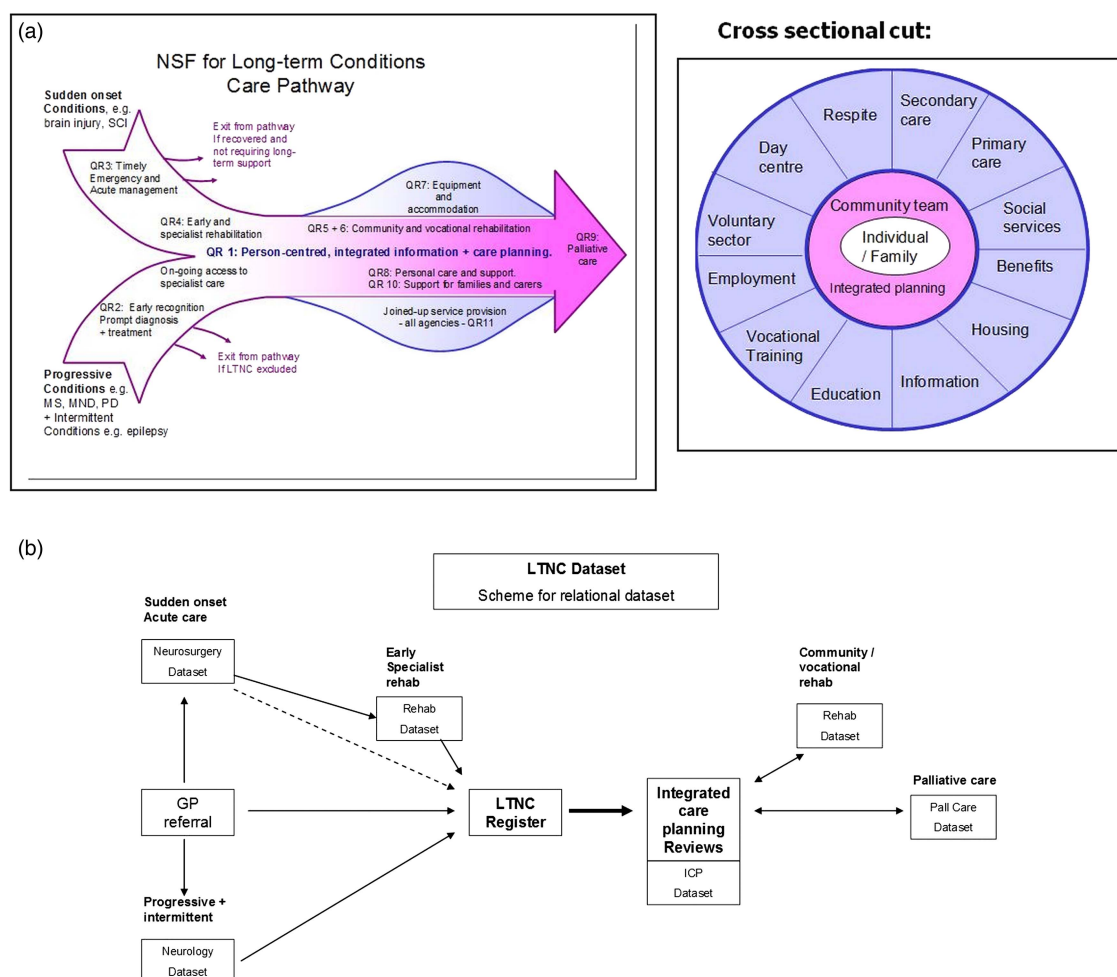 (a)
NSF for Long-term Conditions
Care Pathway
Sudden onset
Conditions, e.g.
brain injury, SCI
Exit from pathway
If recovered and
not requiring long-
term support
QR3: Timely
Emergency and
Acute management
QR7: Equipment
and
accommodation
QR4: Early and
specialist rehabilitation
QR5 + 6: Community and vocational rehabilitation
QR 1: Person-centred, integrated information + care planning.
QR9:
Palliative
care
On-going access to
specialist care
QR8: Personal care and support.
QR 10: Support for families and carers
QR2: Early recognition
Prompt diagnosis
+ treatment
Joined-up service provision
- all agencies - QR11
Exit from pathway
If LTNC excluded
Progressive
Conditions e.g.
MS, MND, PD
+ Intermittent
Conditions e.g. epilepsy
Cross sectional cut:
Respite
Secondary
care
Primary
care
Social
services
Benefits
Housing
Information
Education
Vocational
Training
Employment
Voluntary
sector
Day
centre
Community team
Individual
/ Family
Integrated planning
(b)
LTNC Dataset
Scheme for relational dataset
Sudden onset
Acute care
Neurosurgery
Dataset
Early
Specialist
rehab
Rehab
Dataset
Community /
vocational
rehab
Rehab
Dataset
GP
referral
LTNC
Register
Integrated
care
planning
Reviews
ICP
Dataset
Palliative care
Pall Care
Dataset
Progressive +
intermittent
Neurology
Dataset